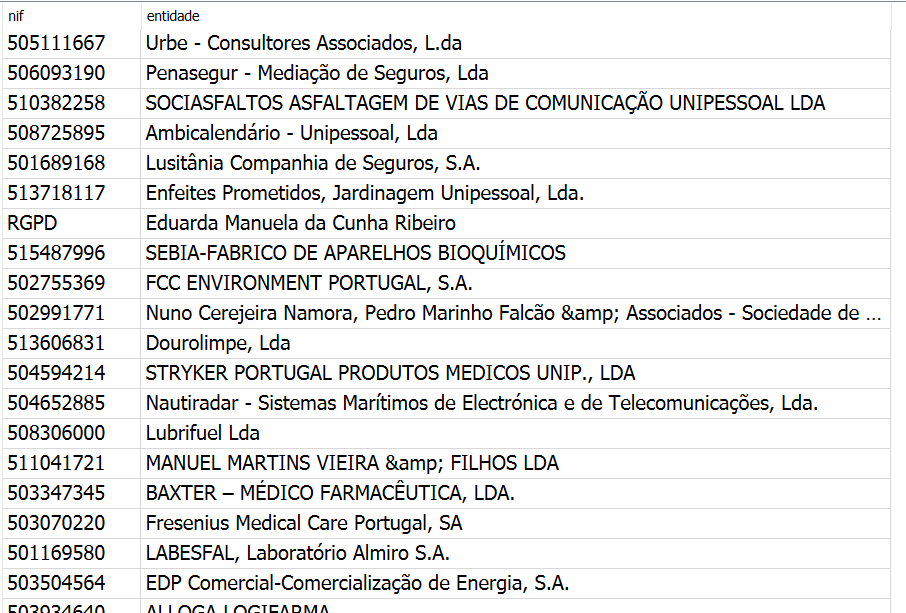 nif entidade
505111667 Urbe - Consultores Associados, L.da
506093190 Penasegur - Mediação de Seguros, Lda
510382258 SOCIASFALTOS ASFALTAGEM DE VIAS DE COMUNICAÇÃO UNIPESSOAL LDA
508725895 Ambicalendário - Unipessoal, Lda
501689168 Lusitânia Companhia de Seguros, S.A.
513718117 Enfeites Prometidos, Jardinagem Unipessoal, Lda.
RGPD Eduarda Manuela da Cunha Ribeiro
515487996 SEBIA-FABRICO DE APARELHOS BIOQUÍMICOS
502755369 FCC ENVIRONMENT PORTUGAL, S.A.
502991771 Nuno Cerejeira Namora, Pedro Marinho Falcão &amp; Associados - Sociedade de ...
513606831 Dourolimpe, Lda
504594214 STRYKER PORTUGAL PRODUTOS MEDICOS UNIP., LDA
504652885 Nautiradar - Sistemas Marítimos de Electrónica e de Telecomunicações, Lda.
508306000 Lubrifuel Lda
511041721 MANUEL MARTINS VIEIRA &amp; FILHOS LDA
503347345 BAXTER – MÉDICO FARMACÊUTICA, LDA.
503070220 Fresenius Medical Care Portugal, SA
501169580 LABESFAL, Laboratório Almiro S.A.
503504564 EDP Comercial-Comercialização de Energia, S.A.
503934640 ALLOGA LOGIFARMA